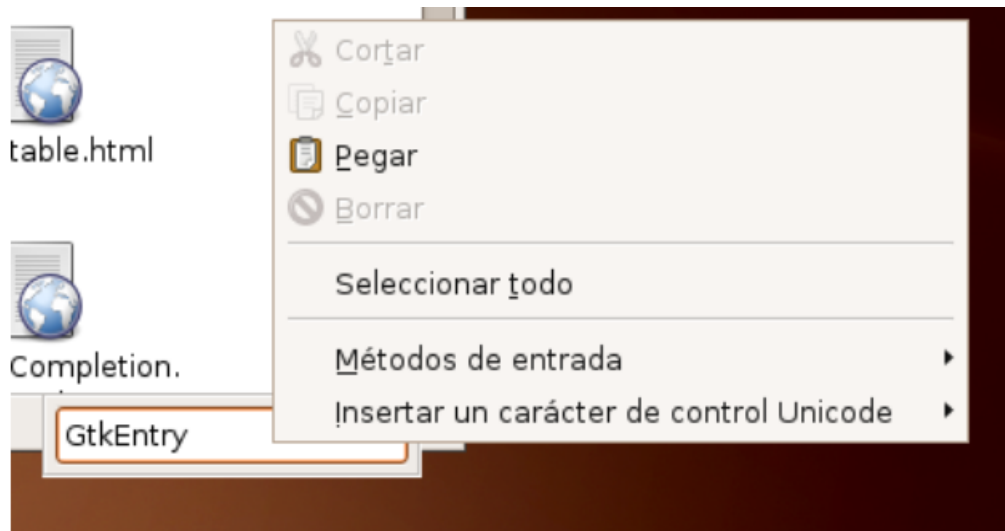 Cortar
Copiar
table.html
Pegar
Borrar
Seleccionar todo
Métodos de entrada
Completion.
Insertar un carácter de control Unicode
GtkEntry